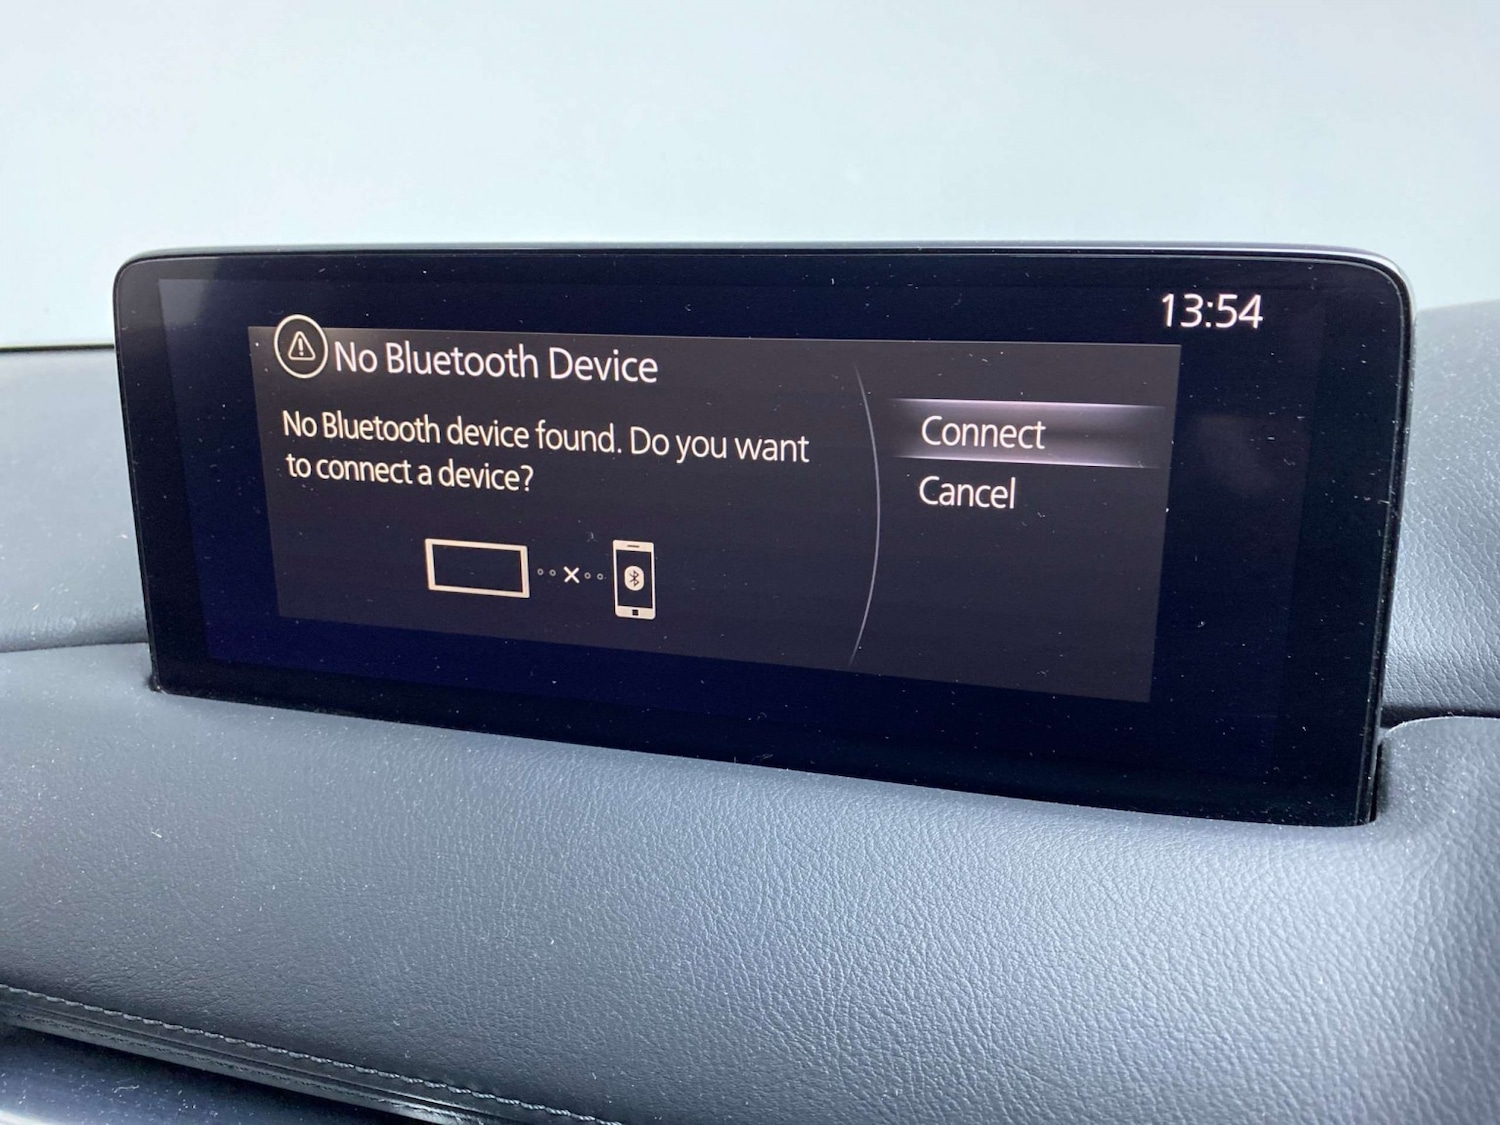 13:54
No Bluetooth Device
No Bluetooth device found. Do you want
to connect a device?
Connect
Cancel